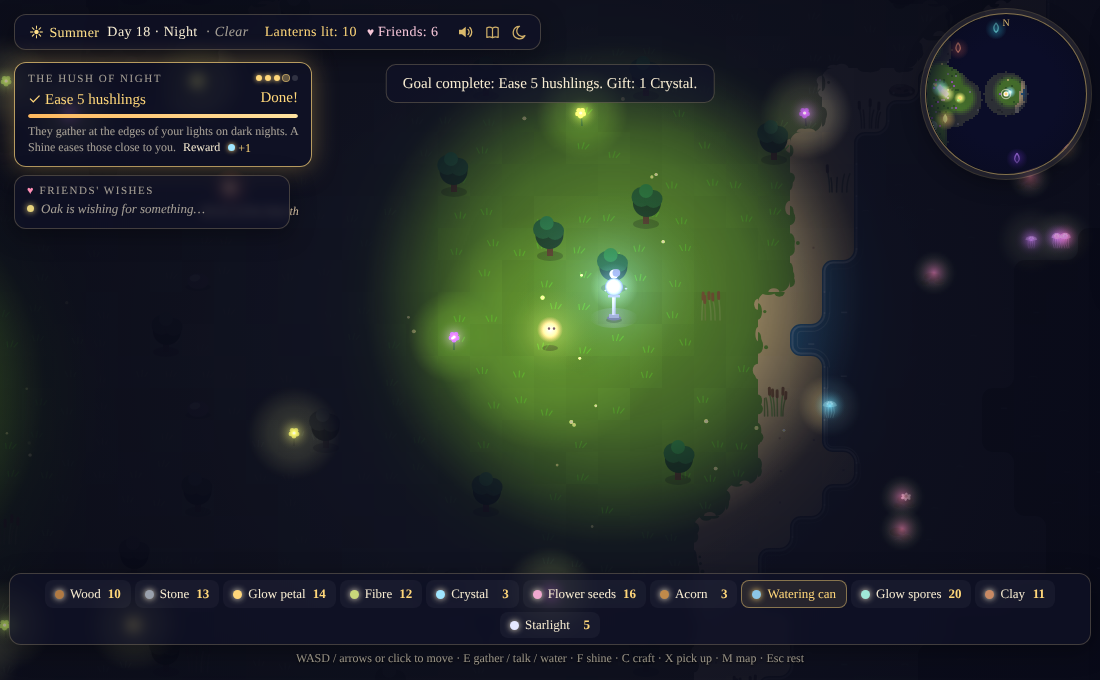 Summer Day 18 · Night · Clear Lanterns lit: 10 ♥ Friends: 6
N
THE HUSH OF NIGHT
✓ Ease 5 hushlings Done!
They gather at the edges of your lights on dark nights. A
Shine eases those close to you. Reward +1
Goal complete: Ease 5 hushlings. Gift: 1 Crystal.
♥ FRIENDS' WISHES
Oak is wishing for something…
th
Wood 10 Stone 13 Glow petal 14 Fibre 12 Crystal 3 Flower seeds 16 Acorn 3 Watering can Glow spores 20 Clay 11
Starlight 5
WASD / arrows or click to move · E gather / talk / water · F shine · C craft · X pick up · M map · Esc rest